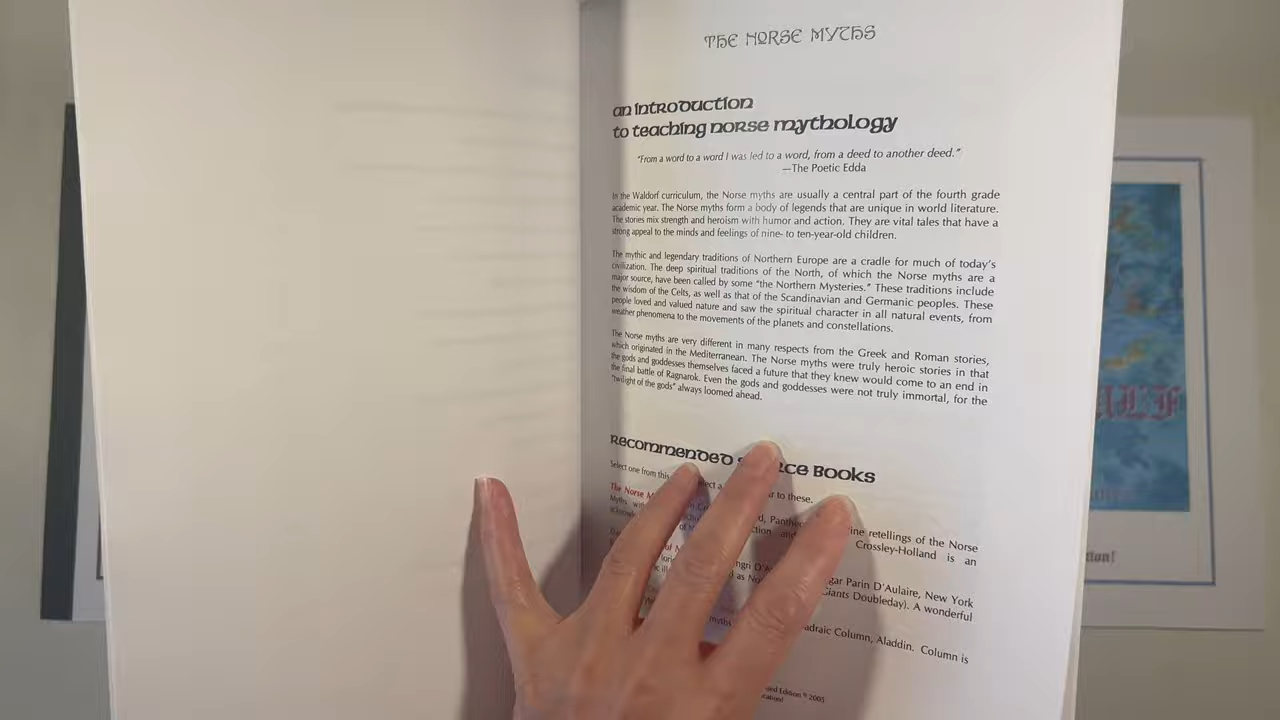 THE NORSE MYTHS
an introduction
to teaching norse mythology
"From a word to a word I was led to a word, from a deed to another deed."
—The Poetic Edda
In the Waldorf curriculum, the Norse myths are usually a central part of the fourth grade
academic year. The Norse myths form a body of legends that are unique in world literature.
The stories mix strength and heroism with humor and action. They are vital tales that have a
strong appeal to the minds and feelings of nine- to ten-year-old children.
The mythic and legendary traditions of Northern Europe are a cradle for much of today's
civilization. The deep spiritual traditions of the North, of which the Norse myths are a
major source, have been called by some "the Northern Mysteries." These traditions include
the wisdom of the Celts, as well as that of the Scandinavian and Germanic peoples. These
people loved and valued nature and saw the spiritual character in all natural events, from
weather phenomena to the movements of the planets and constellations.
The Norse myths are very different in many respects from the Greek and Roman stories,
which originated in the Mediterranean. The Norse myths were truly heroic stories in that
the gods and goddesses themselves faced a future that they knew would come to an end in
the final battle of Ragnarok. Even the gods and goddesses were not truly immortal, for the
"twilight of the gods" always loomed ahead.
Recommended Books
Select one from this to these.
The Norse retellings of the Norse
Myths Crossley-Holland is an
Parin D'Aulaire, New York
Giants Doubleday). A wonderful
Column, Aladdin. Column is
myths
Edition © 2005